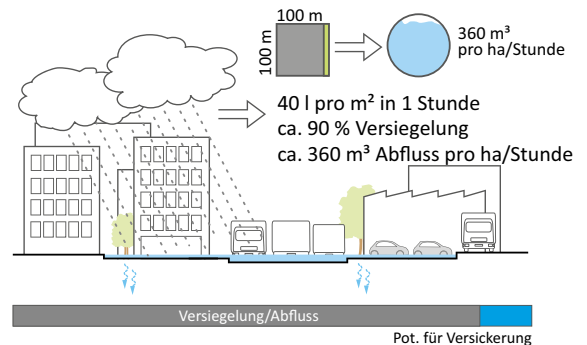 100 m
100 m
360 m³
pro ha/Stunde
40 l pro m² in 1 Stunde
ca. 90 % Versiegelung
ca. 360 m³ Abfluss pro ha/Stunde
Versiegelung/Abfluss
Pot. für Versickerung